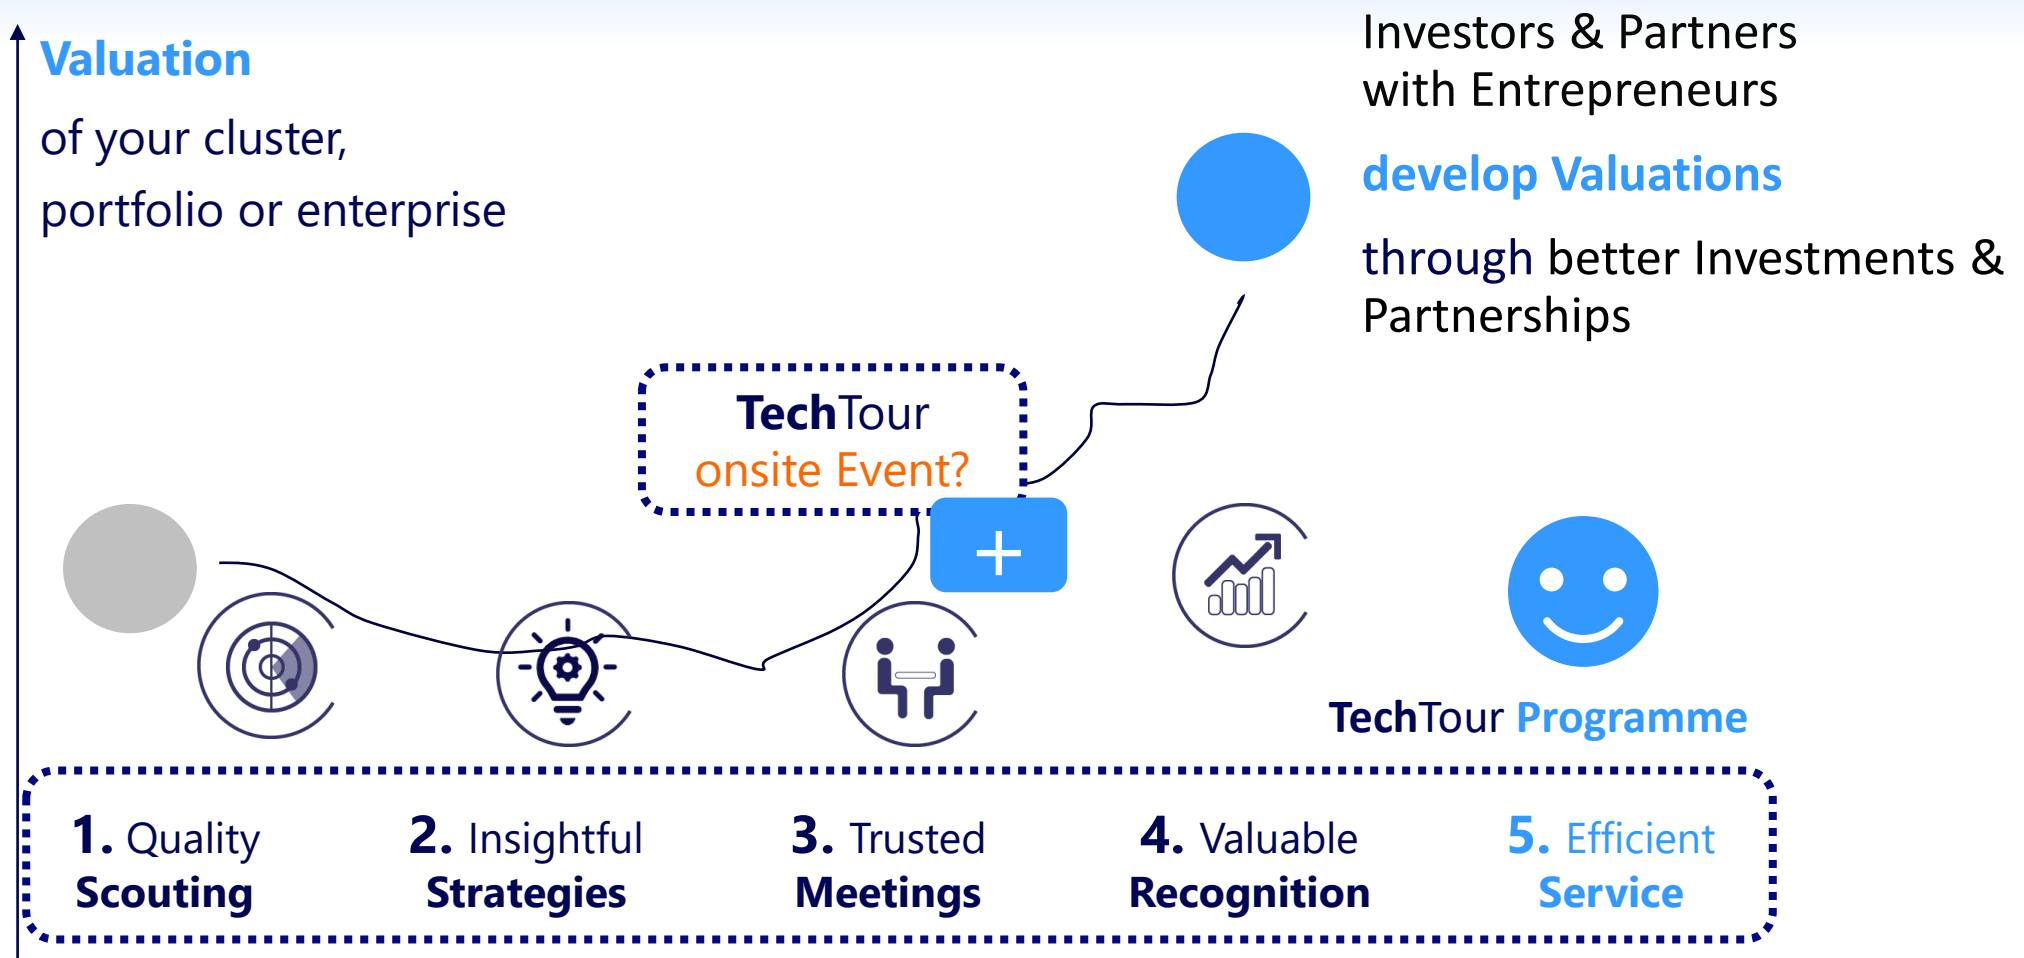 Valuation
of your cluster,
portfolio or enterprise
Investors & Partners
with Entrepreneurs
develop Valuations
through better Investments &
Partnerships
TechTour
onsite Event?
+
TechTour Programme
1. Quality
Scouting
2. Insightful
Strategies
3. Trusted
Meetings
4. Valuable
Recognition
5. Efficient
Service